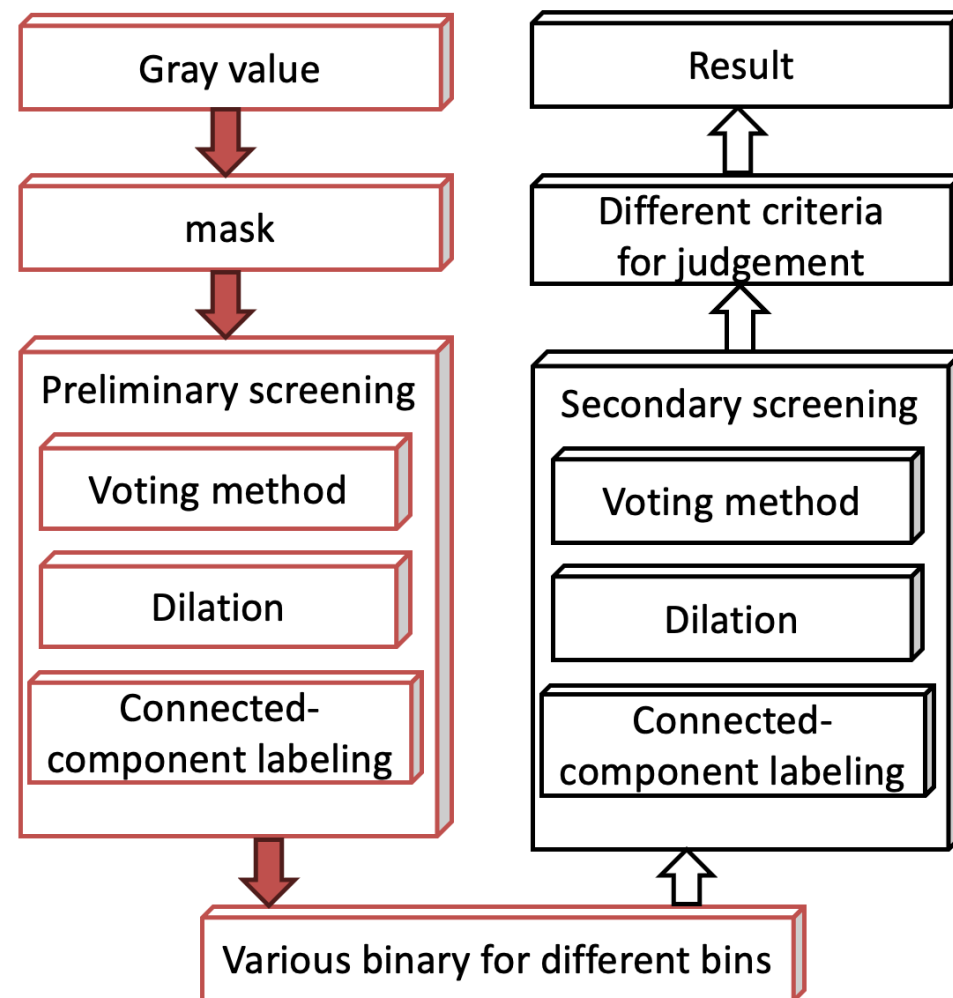 Gray value
mask
Preliminary screening
Voting method
Dilation
Connected-
component labeling
Various binary for different bins
Secondary screening
Voting method
Dilation
Connected-
component labeling
Different criteria
for judgement
Result